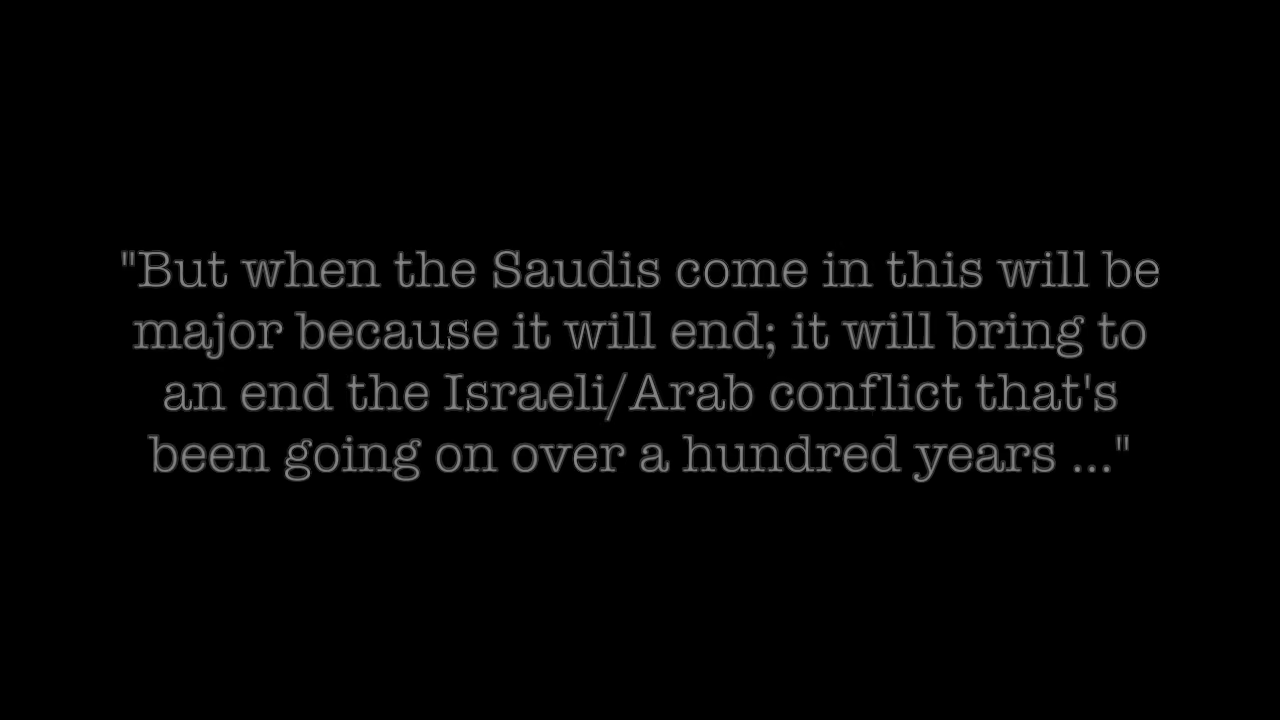 "But when the Saudis come in this will be
major because it will end; it will bring to
an end the Israeli/Arab conflict that's
been going on over a hundred years ..."